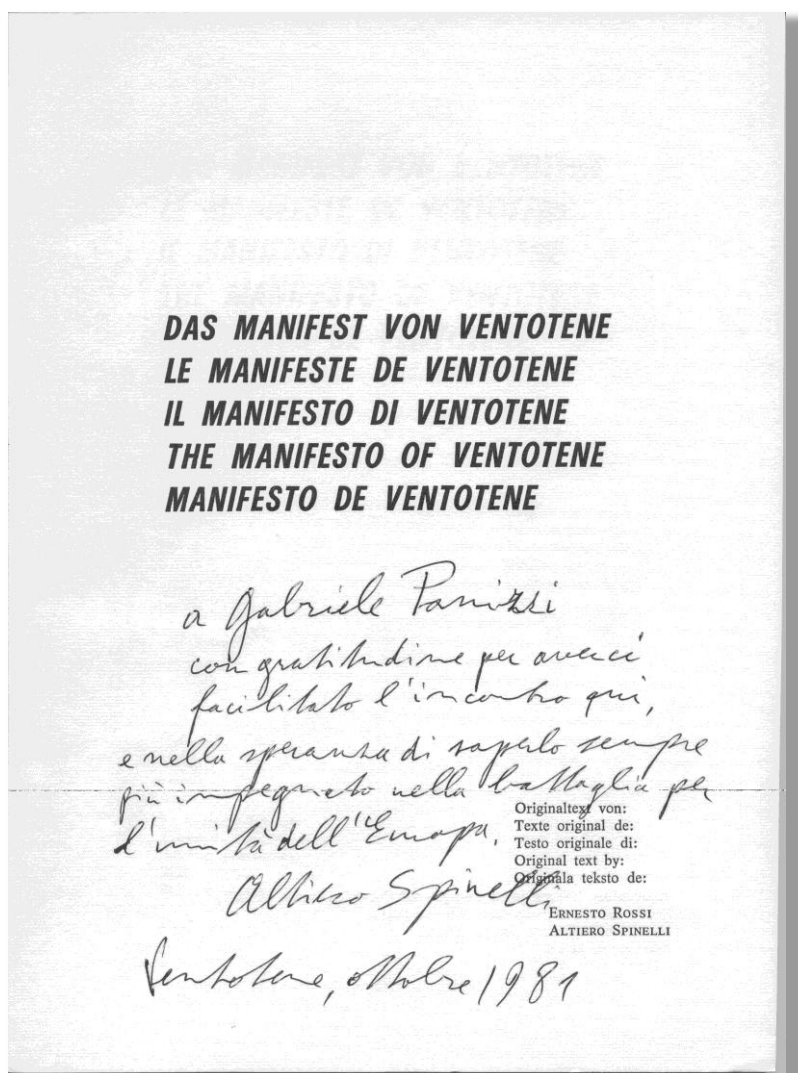 DAS MANIFEST VON VENTOTENE
LE MANIFESTE DE VENTOTENE
IL MANIFESTO DI VENTOTENE
THE MANIFESTO OF VENTOTENE
MANIFESTO DE VENTOTENE
a Gabriele Panizzi
con gratitudine per averci
facilitato l'incontro qui,
e nella speranza di saperlo sempre
più impegnato nella battaglia per
l'unità dell'Europa.
Altiero Spinelli
Ventotene, ottobre 1981
Originaltext von:
Texte original de:
Testo originale di:
Original text by:
Originala teksto de:
ERNESTO ROSSI
ALTIERO SPINELLI